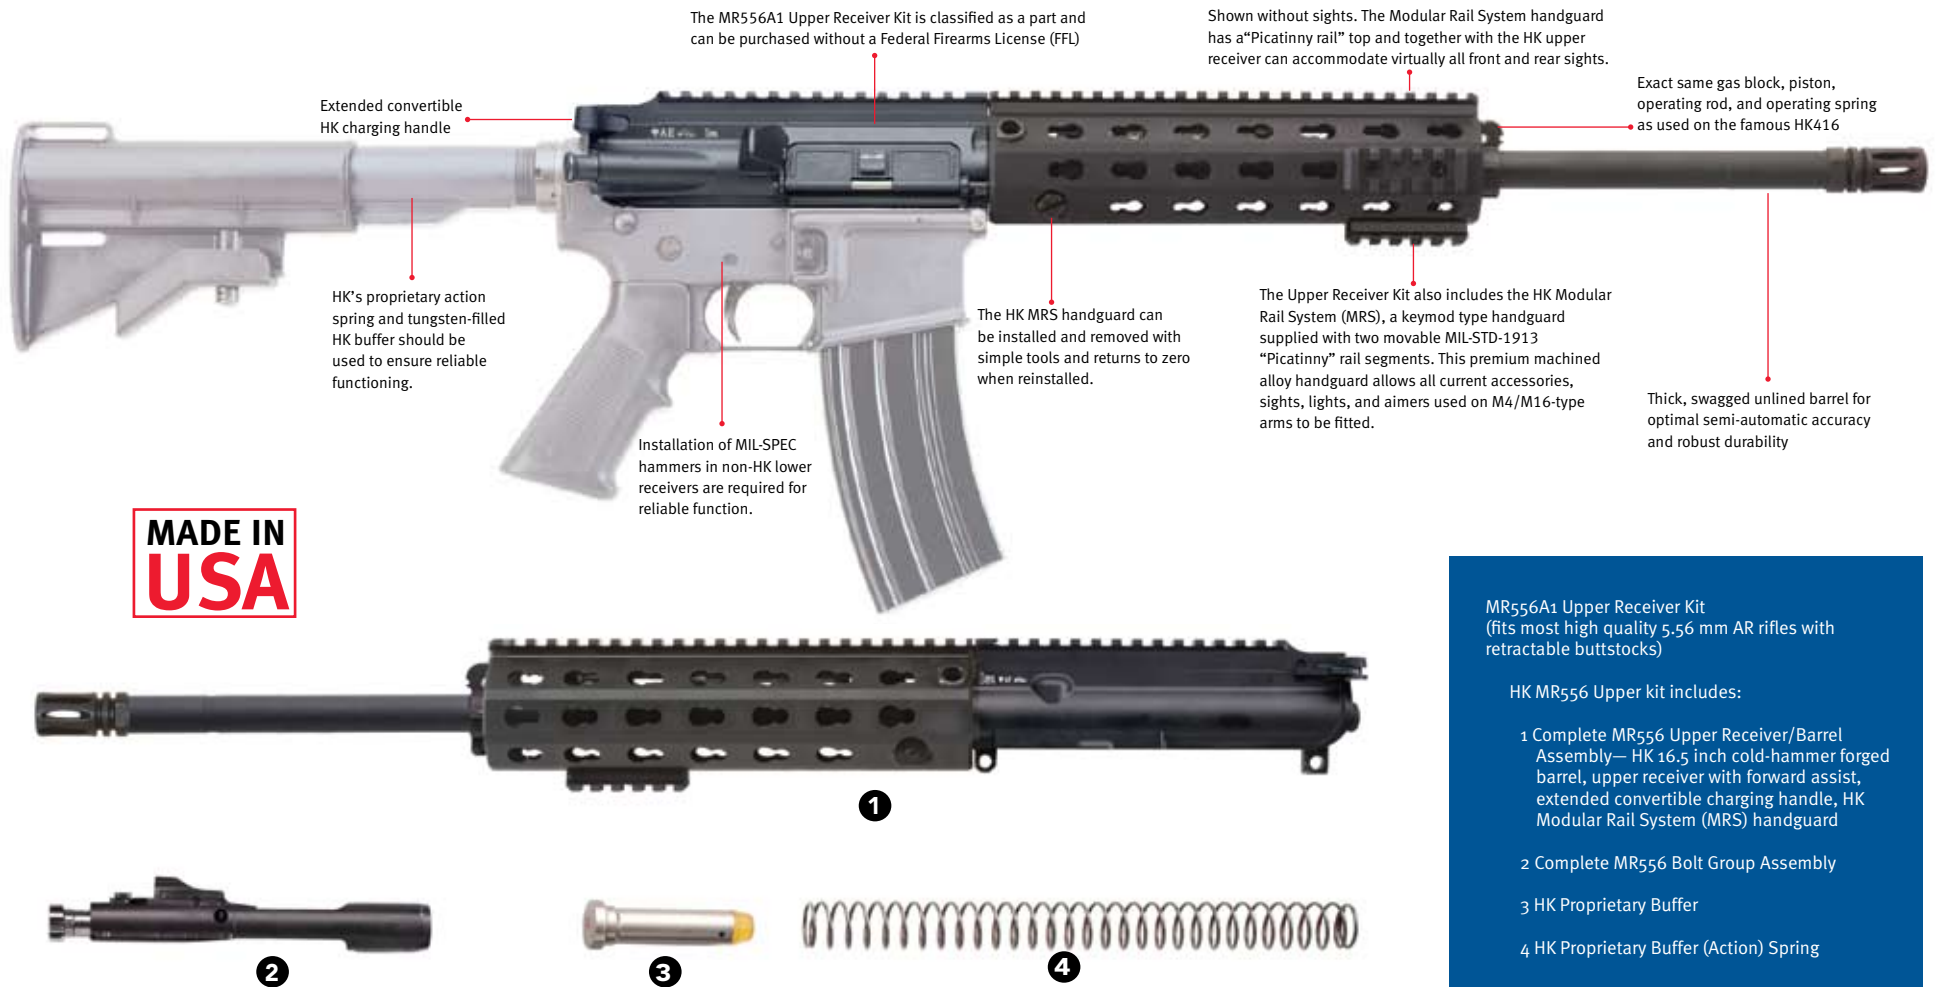 The MR556A1 Upper Receiver Kit is classified as a part and
can be purchased without a Federal Firearms License (FFL)
Shown without sights. The Modular Rail System handguard
has a“Picatinny rail” top and together with the HK upper
receiver can accommodate virtually all front and rear sights.
Extended convertible
HK charging handle
Exact same gas block, piston,
operating rod, and operating spring
as used on the famous HK416
HK’s proprietary action
spring and tungsten-filled
HK buffer should be
used to ensure reliable
functioning.
Installation of MIL-SPEC
hammers in non-HK lower
receivers are required for
reliable function.
The HK MRS handguard can
be installed and removed with
simple tools and returns to zero
when reinstalled.
The Upper Receiver Kit also includes the HK Modular
Rail System (MRS), a keymod type handguard
supplied with two movable MIL-STD-1913
“Picatinny” rail segments. This premium machined
alloy handguard allows all current accessories,
sights, lights, and aimers used on M4/M16-type
arms to be fitted.
Thick, swagged unlined barrel for
optimal semi-automatic accuracy
and robust durability
MADE IN
USA
1
2
3
4
MR556A1 Upper Receiver Kit
(fits most high quality 5.56 mm AR rifles with
retractable buttstocks)
HK MR556 Upper kit includes:
1 Complete MR556 Upper Receiver/Barrel
Assembly— HK 16.5 inch cold-hammer forged
barrel, upper receiver with forward assist,
extended convertible charging handle, HK
Modular Rail System (MRS) handguard
2 Complete MR556 Bolt Group Assembly
3 HK Proprietary Buffer
4 HK Proprietary Buffer (Action) Spring